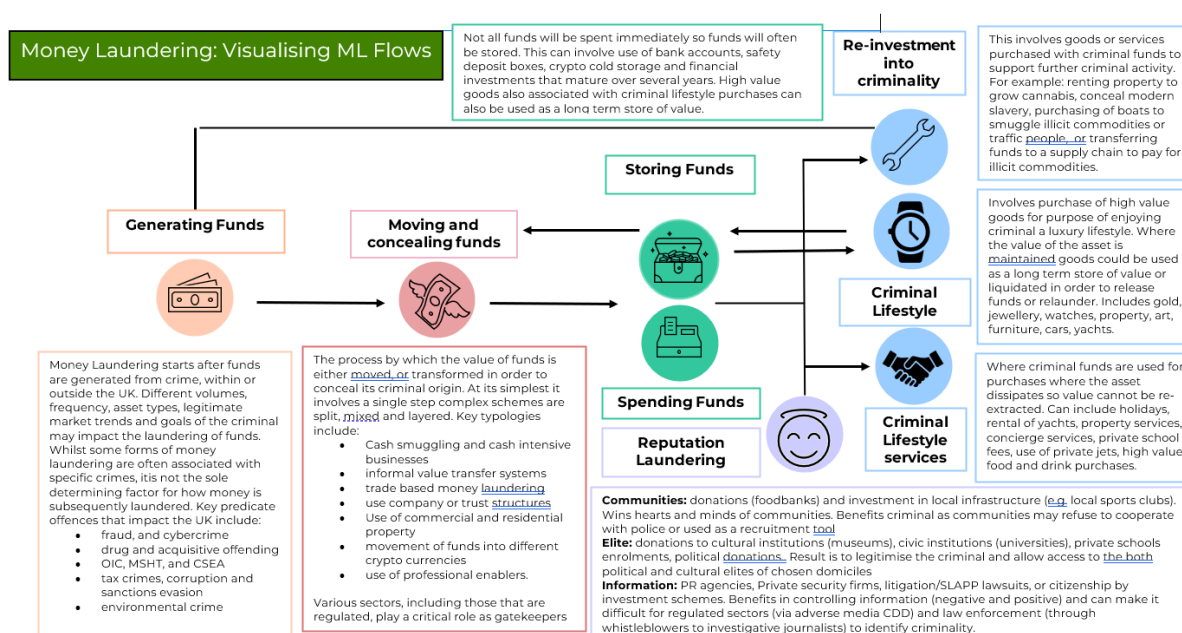 Money Laundering: Visualising ML Flows
Not all funds will be spent immediately so funds will often
be stored. This can involve use of bank accounts, safety
deposit boxes, crypto cold storage and financial
investments that mature over several years. High value
goods also associated with criminal lifestyle purchases can
also be used as a long term store of value.
Re-investment
into
criminality
This involves goods or services
purchased with criminal funds to
support further criminal activity.
For example: renting property to
grow cannabis, conceal modern
slavery, purchasing of boats to
smuggle illicit commodities or
traffic people, or transferring
funds to a supply chain to pay for
illicit commodities.
Storing Funds
Generating Funds
Moving and
concealing funds
Involves purchase of high value
goods for purpose of enjoying
criminal a luxury lifestyle. Where
the value of the asset is
maintained goods could be used
as a long term store of value or
liquidated in order to release
funds or relaunder. Includes gold,
jewellery, watches, property, art,
furniture, cars, yachts.
Criminal
Lifestyle
Money Laundering starts after funds
are generated from crime, within or
outside the UK. Different volumes,
frequency, asset types, legitimate
market trends and goals of the criminal
may impact the laundering of funds.
Whilst some forms of money
laundering are often associated with
specific crimes, itis not the sole
determining factor for how money is
subsequently laundered. Key predicate
offences that impact the UK include:
• fraud, and cybercrime
• drug and acquisitive offending
• OIC, MSHT, and CSEA
• tax crimes, corruption and
sanctions evasion
• environmental crime
The process by which the value of funds is
either moved, or transformed in order to
conceal its criminal origin. At its simplest it
involves a single step complex schemes are
split, mixed and layered. Key typologies
include:
• Cash smuggling and cash intensive
businesses
• informal value transfer systems
• trade based money laundering
• use company or trust structures
• Use of commercial and residential
property
• movement of funds into different
crypto currencies
• use of professional enablers.
Various sectors, including those that are
regulated, play a critical role as gatekeepers
Spending Funds
Reputation
Laundering
Criminal
Lifestyle
services
Where criminal funds are used for
purchases where the asset
dissipates so value cannot be re-
extracted. Can include holidays,
rental of yachts, property services,
concierge services, private school
fees, use of private jets, high value
food and drink purchases.
Communities: donations (foodbanks) and investment in local infrastructure (e.g. local sports clubs).
Wins hearts and minds of communities. Benefits criminal as communities may refuse to cooperate
with police or used as a recruitment tool
Elite: donations to cultural institutions (museums), civic institutions (universities), private schools
enrolments, political donations. Result is to legitimise the criminal and allow access to the both
political and cultural elites of chosen domiciles
Information: PR agencies, Private security firms, litigation/SLAPP lawsuits, or citizenship by
investment schemes. Benefits in controlling information (negative and positive) and can make it
difficult for regulated sectors (via adverse media CDD) and law enforcement (through
whistleblowers to investigative journalists) to identify criminality.